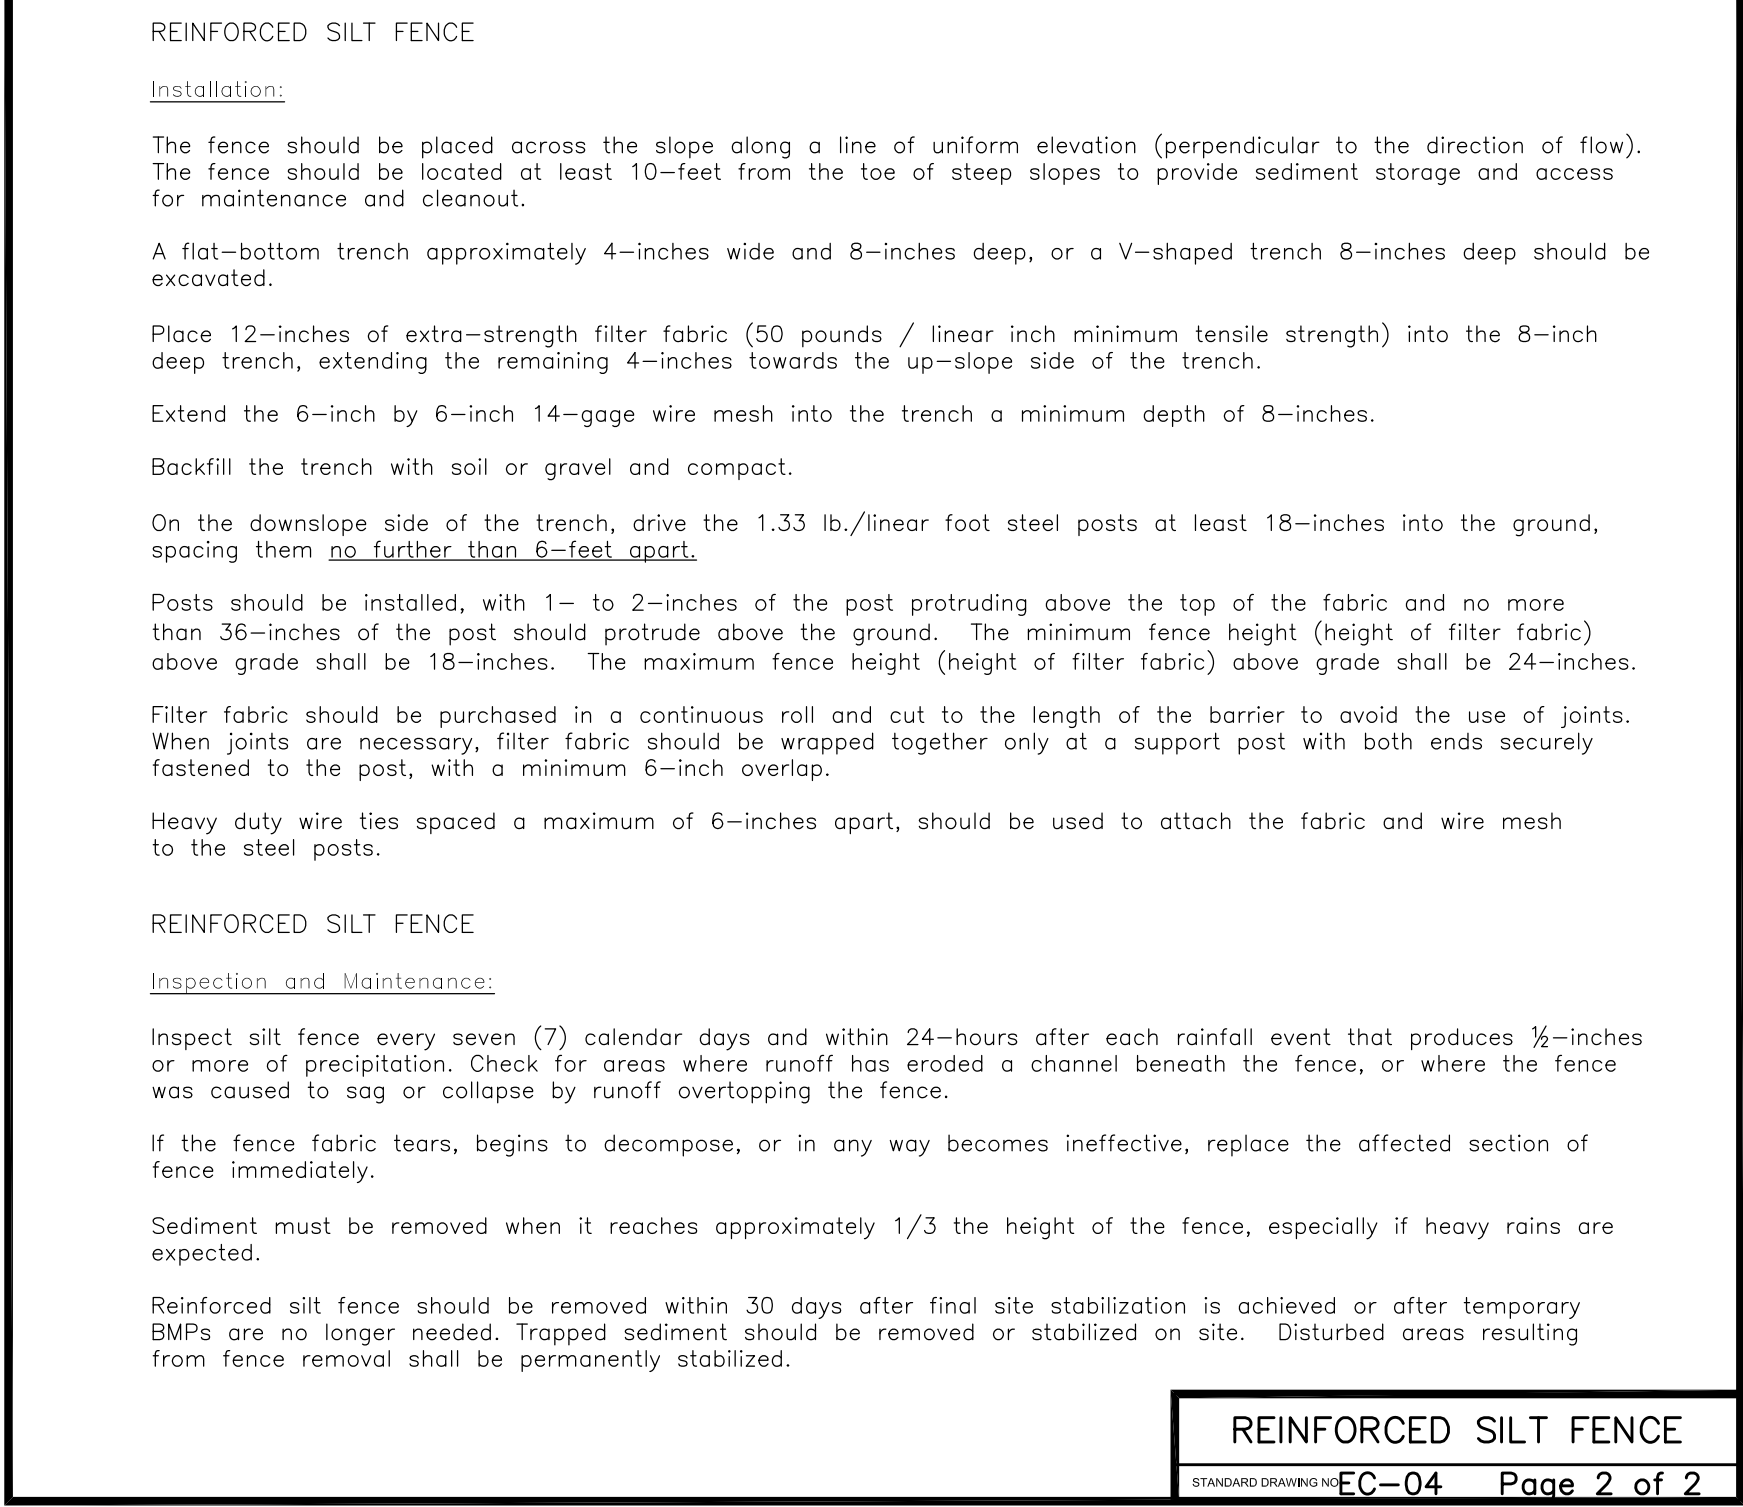 REINFORCED SILT FENCE
Installation:
The fence should be placed across the slope along a line of uniform elevation (perpendicular to the direction of flow).
The fence should be located at least 10-feet from the toe of steep slopes to provide sediment storage and access
for maintenance and cleanout.
A flat-bottom trench approximately 4-inches wide and 8-inches deep, or a V-shaped trench 8-inches deep should be
excavated.
Place 12-inches of extra-strength filter fabric (50 pounds / linear inch minimum tensile strength) into the 8-inch
deep trench, extending the remaining 4-inches towards the up-slope side of the trench.
Extend the 6-inch by 6-inch 14-gage wire mesh into the trench a minimum depth of 8-inches.
Backfill the trench with soil or gravel and compact.
On the downslope side of the trench, drive the 1.33 lb./linear foot steel posts at least 18-inches into the ground,
spacing them no further than 6-feet apart.
Posts should be installed, with 1- to 2-inches of the post protruding above the top of the fabric and no more
than 36-inches of the post should protrude above the ground. The minimum fence height (height of filter fabric)
above grade shall be 18-inches. The maximum fence height (height of filter fabric) above grade shall be 24-inches.
Filter fabric should be purchased in a continuous roll and cut to the length of the barrier to avoid the use of joints.
When joints are necessary, filter fabric should be wrapped together only at a support post with both ends securely
fastened to the post, with a minimum 6-inch overlap.
Heavy duty wire ties spaced a maximum of 6-inches apart, should be used to attach the fabric and wire mesh
to the steel posts.
REINFORCED SILT FENCE
Inspection and Maintenance:
Inspect silt fence every seven (7) calendar days and within 24-hours after each rainfall event that produces ½-inches
or more of precipitation. Check for areas where runoff has eroded a channel beneath the fence, or where the fence
was caused to sag or collapse by runoff overtopping the fence.
If the fence fabric tears, begins to decompose, or in any way becomes ineffective, replace the affected section of
fence immediately.
Sediment must be removed when it reaches approximately 1/3 the height of the fence, especially if heavy rains are
expected.
Reinforced silt fence should be removed within 30 days after final site stabilization is achieved or after temporary
BMPs are no longer needed. Trapped sediment should be removed or stabilized on site. Disturbed areas resulting
from fence removal shall be permanently stabilized.
REINFORCED SILT FENCE
STANDARD DRAWING NO EC-04 Page 2 of 2